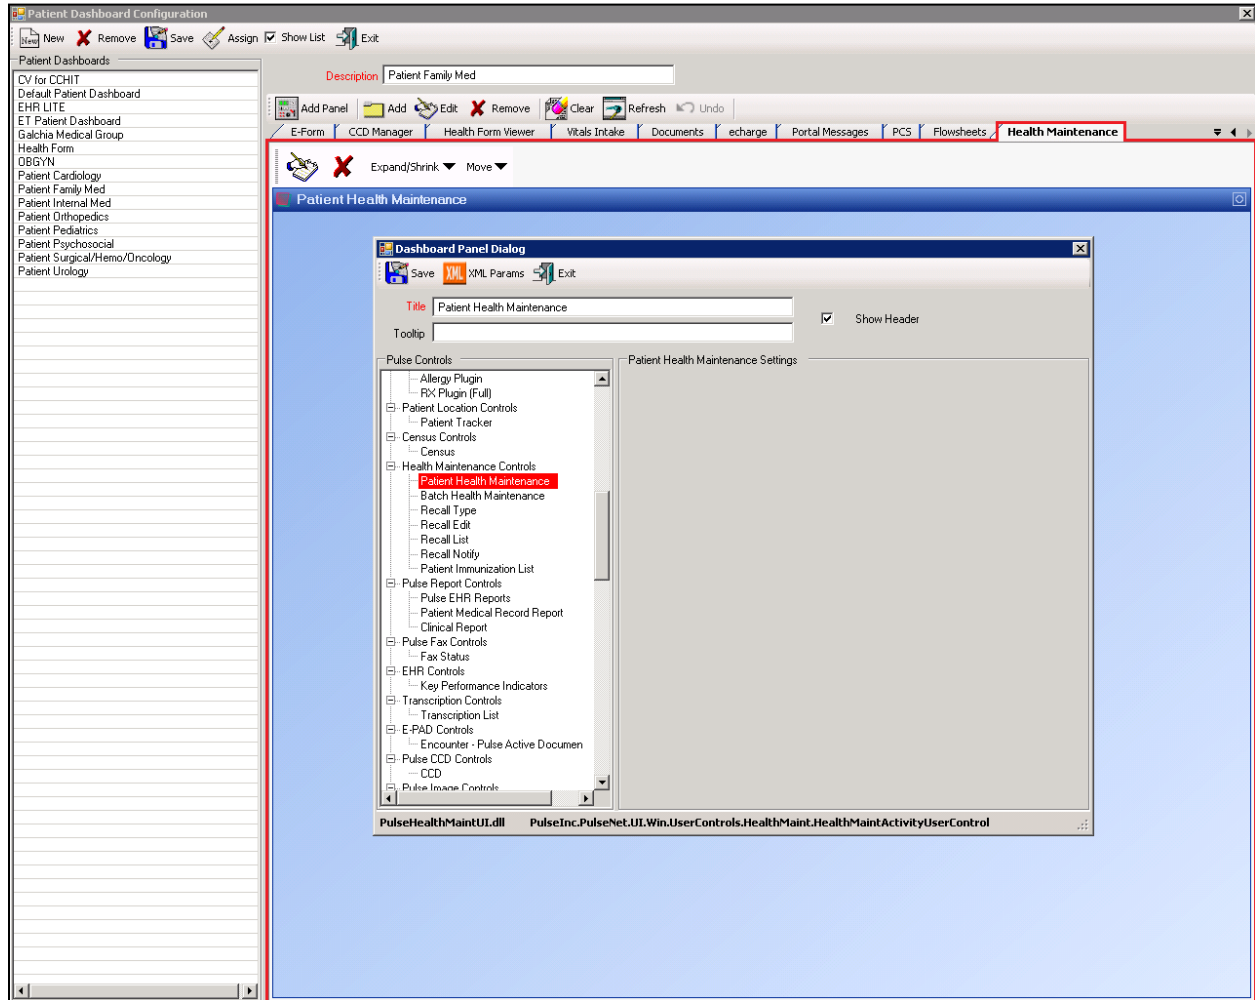 Patient Dashboard Configuration
New Remove Save Assign Show List Exit
Patient Dashboards
CV for CCHIT
Default Patient Dashboard
EHR LITE
ET Patient Dashboard
Galchia Medical Group
Health Form
OBGYN
Patient Cardiology
Patient Family Med
Patient Internal Med
Patient Orthopedics
Patient Pediatrics
Patient Psychosocial
Patient Surgical/Hemo/Oncology
Patient Urology
Description Patient Family Med
Add Panel Add Edit Remove Clear Refresh Undo
E-Form CCD Manager Health Form Viewer Vitals Intake Documents echarge Portal Messages PCS Flowsheets Health Maintenance
Expand/Shrink Move
Patient Health Maintenance
Dashboard Panel Dialog
Save XML XML Params Exit
Title Patient Health Maintenance
Show Header
Tooltip
Pulse Controls
Allergy Plugin
RX Plugin (Full)
Patient Location Controls
Patient Tracker
Census Controls
Census
Health Maintenance Controls
Patient Health Maintenance
Batch Health Maintenance
Recall Type
Recall Edit
Recall List
Recall Notify
Patient Immunization List
Pulse Report Controls
Pulse EHR Reports
Patient Medical Record Report
Clinical Report
Pulse Fax Controls
Fax Status
EHR Controls
Key Performance Indicators
Transcription Controls
Transcription List
E-PAD Controls
Encounter - Pulse Active Documen
Pulse CCD Controls
CCD
Pulse Image Controls
Patient Health Maintenance Settings
PulseHealthMaintUI.dll PulseInc.PulseNet.UI.Win.UserControls.HealthMaint.HealthMaintActivityUserControl